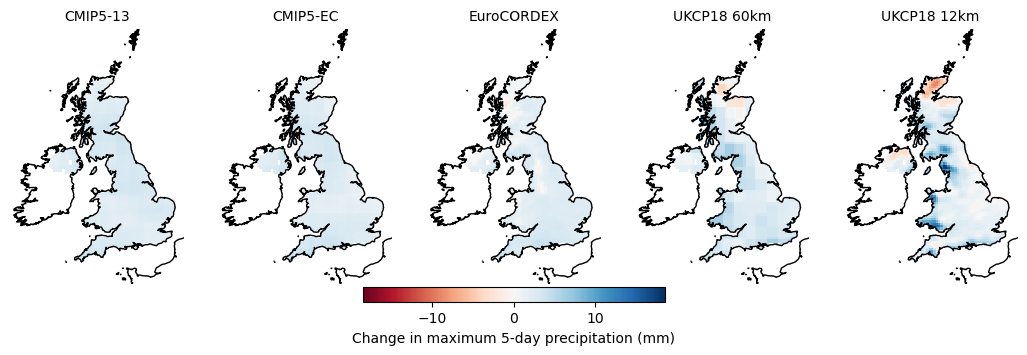 CMIP5-13 CMIP5-EC EuroCORDEX UKCP18 60km UKCP18 12km
−10 0 10
Change in maximum 5-day precipitation (mm)